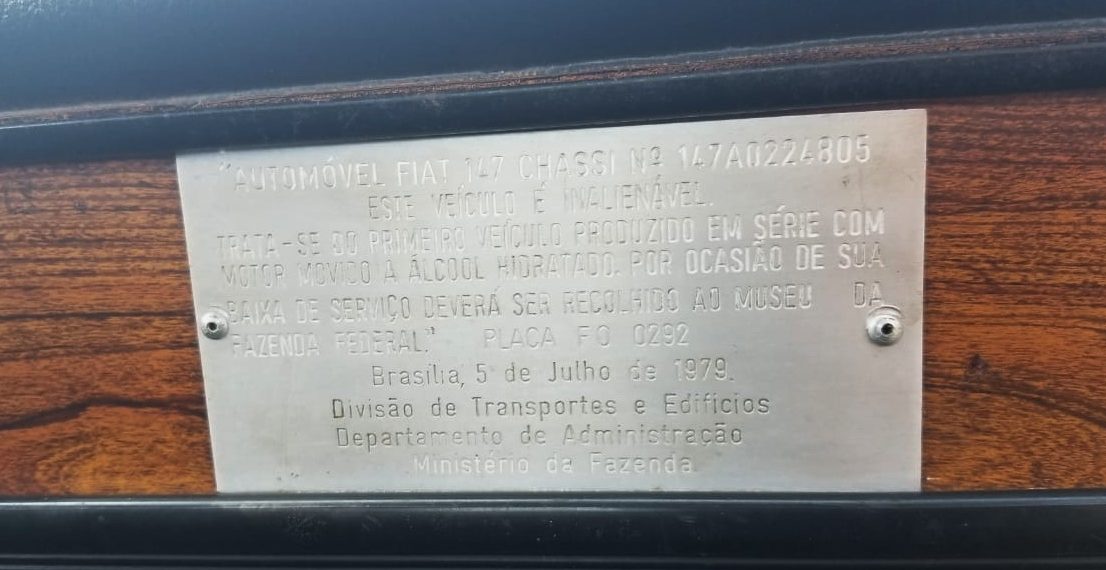 "AUTOMÓVEL FIAT 147 CHASSI Nº 147A0224805
ESTE VEÍCULO É INALIENÁVEL.
TRATA-SE DO PRIMEIRO VEÍCULO PRODUZIDO EM SÉRIE COM
MOTOR MOVIDO A ÁLCOOL HIDRATADO. POR OCASIÃO DE SUA
BAIXA DE SERVIÇO DEVERÁ SER RECOLHIDO AO MUSEU DA
FAZENDA FEDERAL." PLACA FO 0292
Brasília, 5 de Julho de 1979.
Divisão de Transportes e Edifícios
Departamento de Administração
Ministério da Fazenda